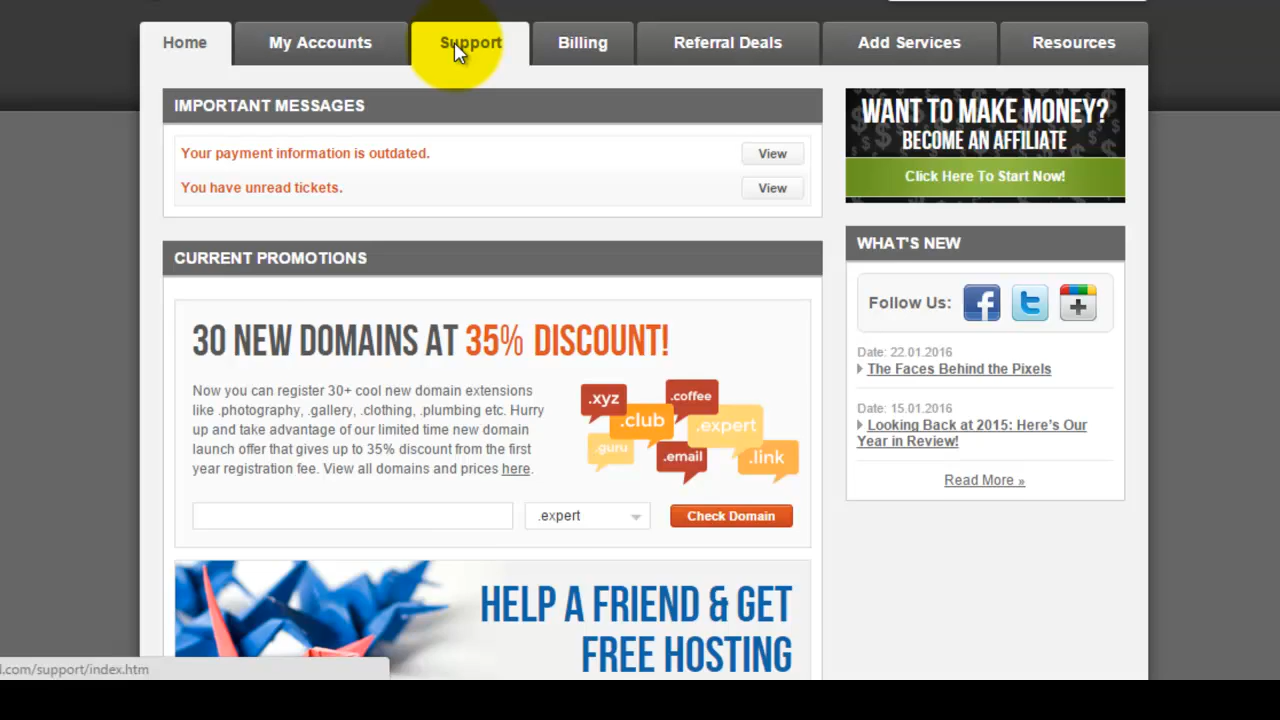 Home
My Accounts
Support
Billing
Referral Deals
Add Services
Resources
IMPORTANT MESSAGES
Your payment information is outdated.
View
You have unread tickets.
View
CURRENT PROMOTIONS
30 NEW DOMAINS AT 35% DISCOUNT!
Now you can register 30+ cool new domain extensions
like .photography, .gallery, .clothing, .plumbing etc. Hurry
up and take advantage of our limited time new domain
launch offer that gives up to 35% discount from the first
year registration fee. View all domains and prices here.
.xyz
.coffee
.club
.expert
.guru
.email
.link
.expert
Check Domain
HELP A FRIEND & GET
FREE HOSTING
WANT TO MAKE MONEY?
BECOME AN AFFILIATE
Click Here To Start Now!
WHAT'S NEW
Follow Us:
Date: 22.01.2016
The Faces Behind the Pixels
Date: 15.01.2016
Looking Back at 2015: Here's Our
Year in Review!
Read More »
l.com/support/index.htm